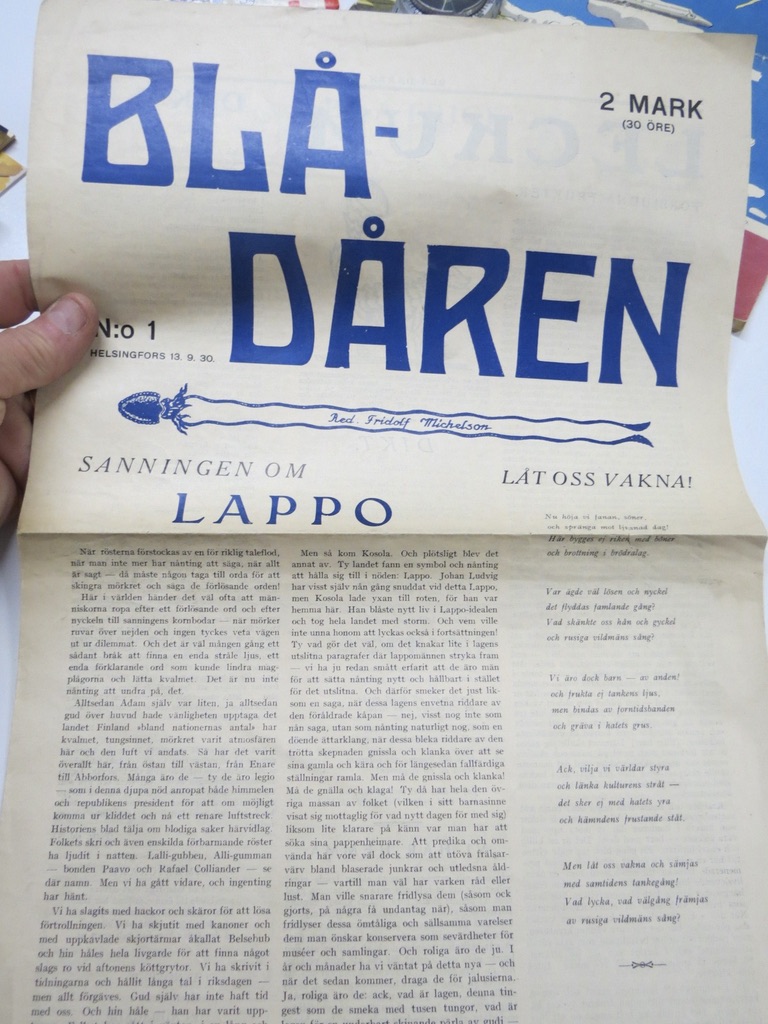 BLÅ-
DÅREN
2 MARK
(30 ÖRE)
N:o 1
HELSINGFORS 13. 9. 30.
Red. Fridolf Michelson
SANNINGEN OM
LAPPO
När rösterna förstockas av en för riklig taleflod,
när man inte mer har nånting att säga, när allt
är sagt — då måste någon taga till orda för att
skingra mörkret och säga de förlösande orden!
Här i världen händer det väl ofta att män-
niskorna ropa efter ett förlösande ord och efter
nyckeln till sanningens kornbodar — när mörker
ruvar över nejden och ingen tyckes veta vägen
ut ur dilemmat. Och det är väl mången gång ett
sådant bråk att finna en enda stråle ljus, ett
enda förklarande ord som kunde lindra mag-
plågorna och lätta kvalmet. Det är nu inte
nånting att undra på, det.
Alltsedan Adam själv var liten, ja alltsedan
gud över huvud hade vänligheten upptaga det
landet Finland »bland nationernas antal» har
kvalmet, tungsinnet, mörkret varit atmosfären
här och den luft vi andats. Så har det varit
överallt här, från östan till västan, från Enare
till Abborfors. Många äro de — ty de äro legio
— som i denna djupa nöd anropat både himmelen
och republikens president för att om möjligt
komma ur kliddet och nå ett renare luftstreck
Historiens blad tälja om blodiga saker härvidlag.
Folkets skri och även enskilda förbarmande röster
ha ljudit i natten. Lalli-gubben, Alli-gumman
— bonden Paavo och Rafael Colliander — se
där namn. Men vi ha gått vidare, och ingenting
har hänt.
Vi ha slagits med hackor och skäror för att lösa
förtrollningen. Vi ha skjutit med kanoner och
med uppkavlade skjortärmar åkallat Belsebub
och hin håles hela livgarde för att finna något
slags ro vid aftonens köttgrytor. Vi ha skrivit i
tidningarna och hållit långa tal i riksdagen —
men allt förgäves. Gud själv har inte haft tid
med oss. Och hin håle — han har varit upp-
Men så kom Kosola. Och plötsligt blev det
annat av. Ty landet fann en symbol och nånting
att hålla sig till i nöden: Lappo. Johan Ludvig
har visst själv nån gång snuddat vid detta Lappo,
men Kosola lade yxan till roten, för han var
hemma här. Han blåste nytt liv i Lappo-idealen
och tog hela landet med storm. Och vem ville
inte unna honom att lyckas också i fortsättningen!
Ty vad gör det väl, om det knakar lite i lagens
utslitna paragrafer där lappomännen stryka fram
— vi ha ju redan smått erfarit att de äro män
för att sätta nånting nytt och hållbart i stället
för det utslitna. Och därför smeker det just lik-
som en saga, när dessa lagens envetna riddare av
den föråldrade kåpan — nej, visst nog inte som
nån saga, utan som nånting naturligt nog, som en
döende ättarklang, när dessa bleka riddare av den
trötta skepnaden gnissla och klanka över att se
sina gamla och kära och för längesedan fallfärdiga
ställningar ramla. Men må de gnissla och klanka!
Må de gnälla och klaga! Ty då har hela den öv-
riga massan av folket (vilken i sitt barnasinne
visat sig mottaglig för vad nytt dagen för med sig)
liksom lite klarare på känn var man har att
söka sina pappenheimare. Att predika och om-
vända här vore väl dock som att utöva frälsar-
värv bland blaserade junkrar och utledsna åld-
ringar — vartill man väl har varken råd eller
lust. Man ville snarare fridlysa dem (såsom ock
gjorts, på några få undantag när), såsom man
fridlyser dessa ömtåliga och sällsamma varelser
dem man önskar konservera som sevärdheter för
muséer och samlingar. Och roliga äro de ju. I
år och månader ha vi väntat på detta nya — och
när det sedan kommer, draga de för jalusierna.
Ja, roliga äro de: ack, vad är lagen, denna tin-
gest som de smeka med tusen tungor, vad är
LÅT OSS VAKNA!
Nu höja vi fanan, söner,
och språnga mot ljusnad dag!
Här bygges ej riken med böner
och brottning i brödralag.
Var ägde väl lösen och nyckel
det flyddas famlande gång?
Vad skänkte oss hån och gyckel
och rusiga vildmäns sång?
Vi äro dock barn — av anden!
och frukta ej tankens ljus,
men bindas av forntidsbanden
och gräva i hatets grus.
Ack, vilja vi världar styra
och länka kulturens stråt —
det sker ej med hatets yra
och hämndens frustande ståt.
Men låt oss vakna och sämjas
med samtidens tankegång!
Vad lycka, vad välgång främjas
av rusiga vildmäns sång?